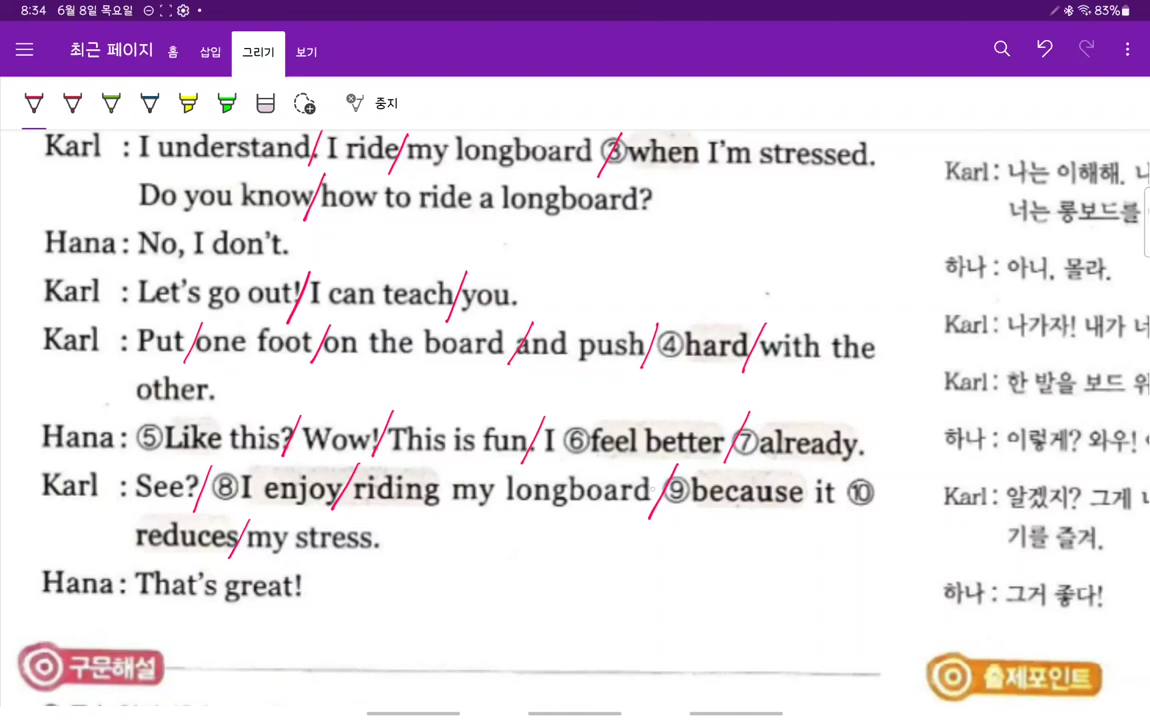 8:34 6월 8일 목요일
83%
최근 페이지 홈 삽입 그리기 보기
중지
Karl : I understand. I ride my longboard ③when I'm stressed.
Do you know how to ride a longboard?
Hana : No, I don't.
Karl : Let's go out! I can teach you.
Karl : Put one foot on the board and push ④hard with the
other.
Hana : ⑤Like this? Wow! This is fun. I ⑥feel better ⑦already.
Karl : See? ⑧I enjoy riding my longboard ⑨because it ⑩
reduces my stress.
Hana : That's great!
구문해설
Karl : 나는 이해해. 나
너는 롱보드를
하나 : 아니, 몰라.
Karl : 나가자! 내가 너
Karl : 한 발을 보드 위
하나 : 이렇게? 와우!
Karl : 알겠지? 그게 나
기를 즐겨.
하나 : 그거 좋다!
출제포인트